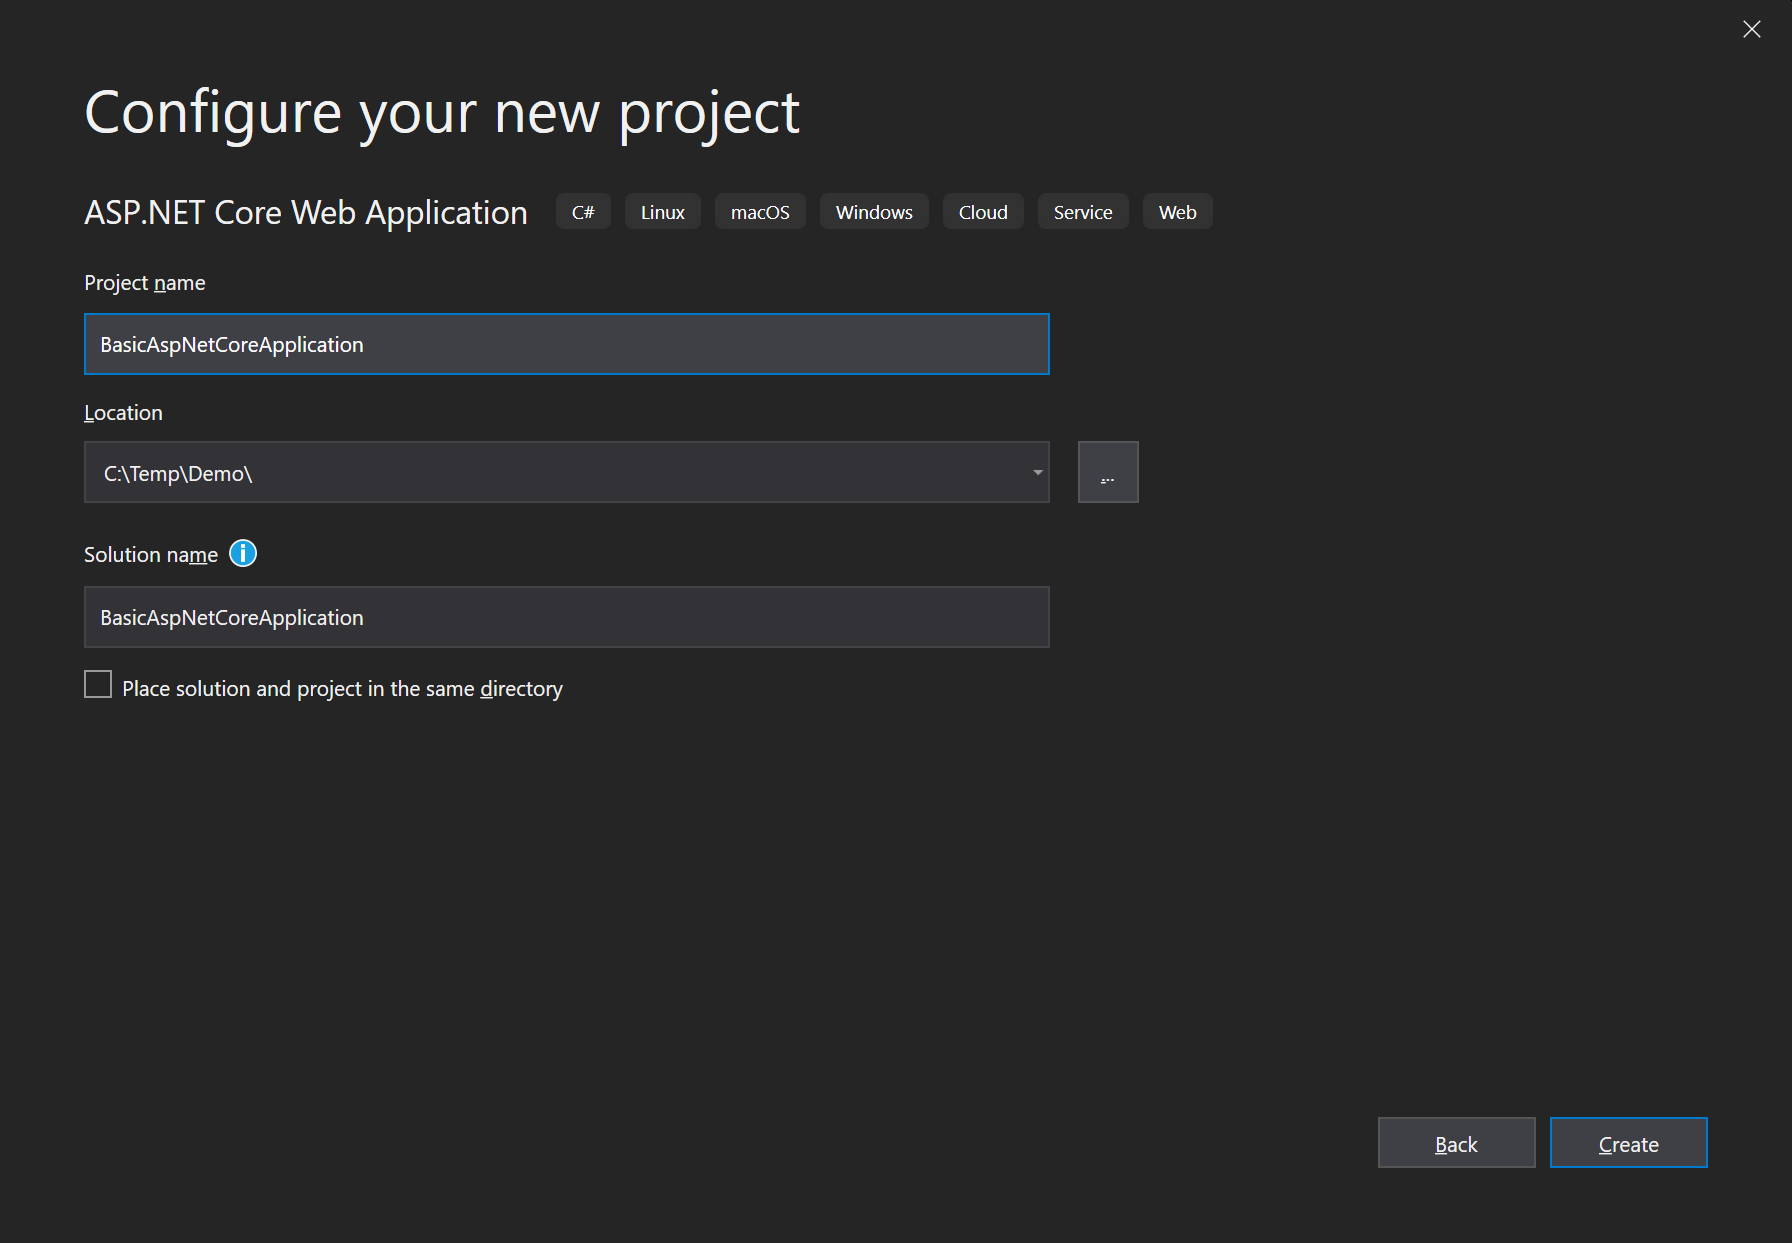 Configure your new project
ASP.NET Core Web Application C# Linux macOS Windows Cloud Service Web
Project name
BasicAspNetCoreApplication
Location
C:\Temp\Demo\
...
Solution name
BasicAspNetCoreApplication
Place solution and project in the same directory
Back Create